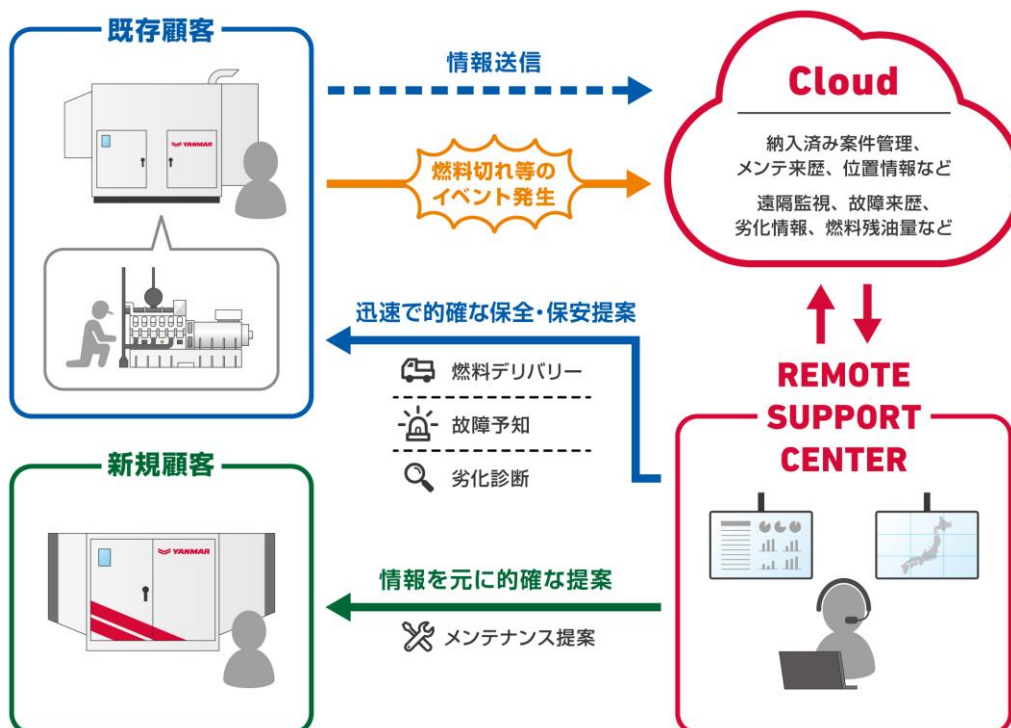 既存顧客
YANMAR
情報送信
燃料切れ等の
イベント発生
Cloud
納入済み案件管理、
メンテ来歴、位置情報など
遠隔監視、故障来歴、
劣化情報、燃料残油量など
迅速で的確な保全・保安提案
燃料デリバリー
故障予知
劣化診断
REMOTE
SUPPORT
CENTER
新規顧客
YANMAR
情報を元に的確な提案
メンテナンス提案